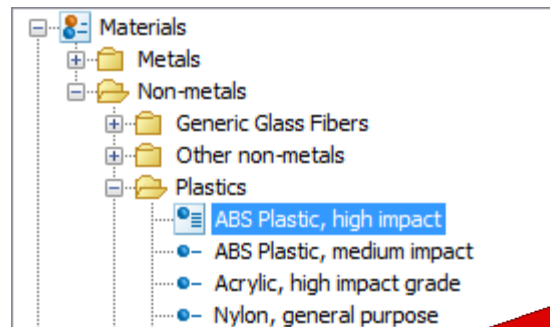 Materials
Metals
Non-metals
Generic Glass Fibers
Other non-metals
Plastics
ABS Plastic, high impact
ABS Plastic, medium impact
Acrylic, high impact grade
Nylon, general purpose